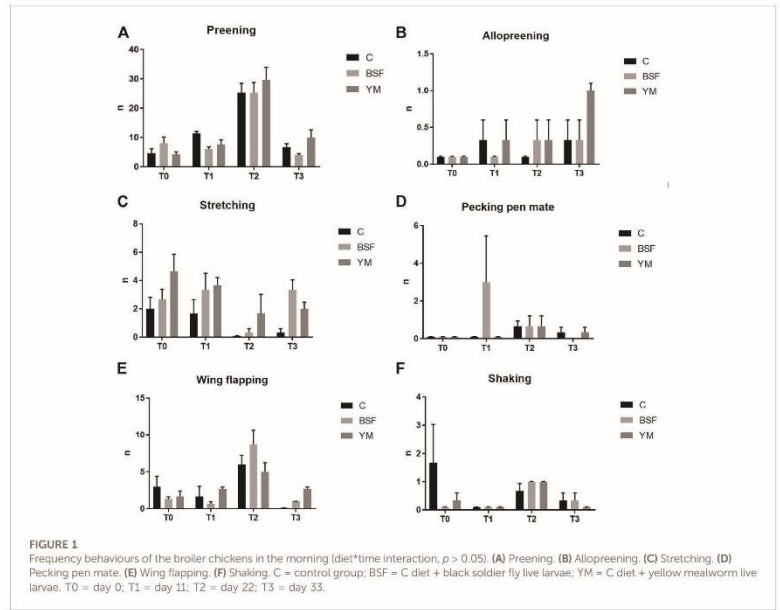 A
Preening
n
40
30
20
10
0
T0 T1 T2 T3
C
BSF
YM
B
Allopreening
n
1.5
1.0
0.5
0.0
T0 T1 T2 T3
C
BSF
YM
C
Stretching
n
8
6
4
2
0
T0 T1 T2 T3
C
BSF
YM
D
Pecking pen mate
n
6
4
2
0
T0 T1 T2 T3
C
BSF
YM
E
Wing flapping
n
15
10
5
0
T0 T1 T2 T3
C
BSF
YM
F
Shaking
n
4
3
2
1
0
T0 T1 T2 T3
C
BSF
YM
FIGURE 1
Frequency behaviours of the broiler chickens in the morning (diet*time interaction, p > 0.05). (A) Preening. (B) Allopreening. (C) Stretching. (D)
Pecking pen mate. (E) Wing flapping. (F) Shaking. C = control group; BSF = C diet + black soldier fly live larvae; YM = C diet + yellow mealworm live
larvae. T0 = day 0; T1 = day 11; T2 = day 22; T3 = day 33.